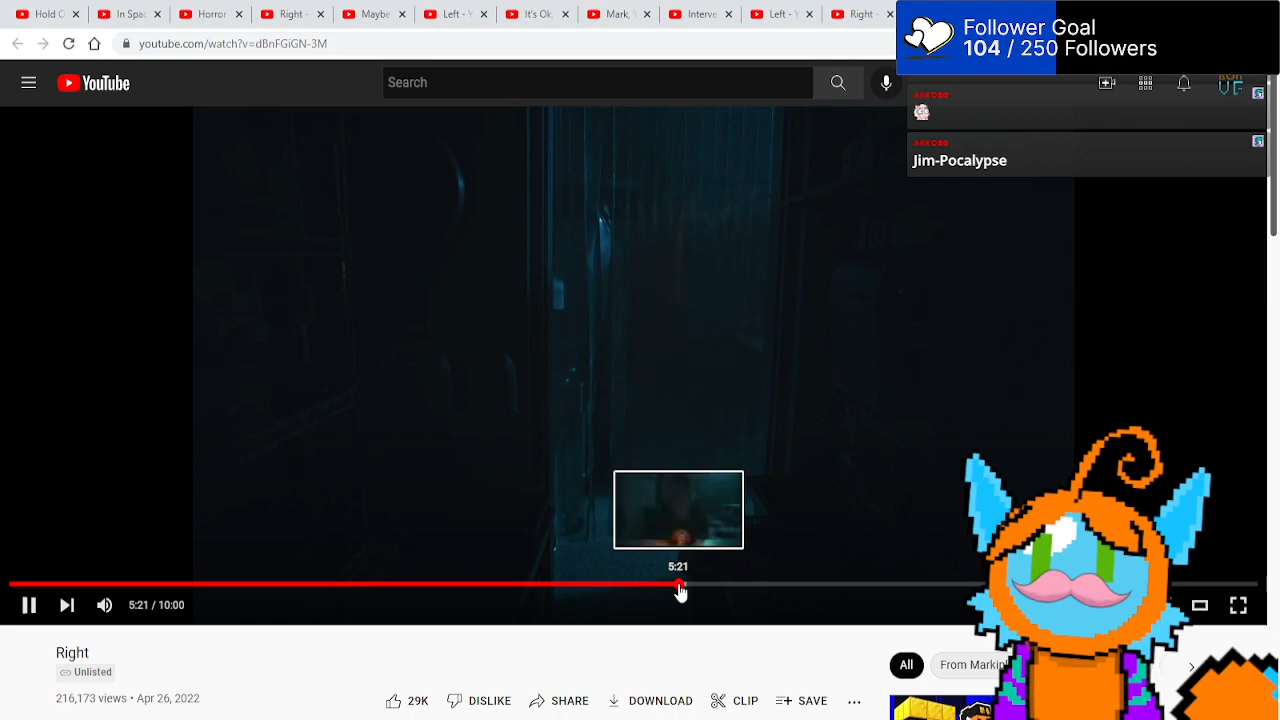 Hold C
In Spac
Horror
Right -
Maybe
Left - Y
It's Ok,
Mark, Y
Interve
Left - Y
Right -
Follower Goal
104 / 250 Followers
youtube.com/watch?v=dBnFGiGN-3M
YouTube
Search
Jim-Pocalypse
5:21
5:21 / 10:00
Right
Unlisted
216,173 views • Apr 26, 2022
29K
DISLIKE
SHARE
DOWNLOAD
CLIP
SAVE
All
From Markipl